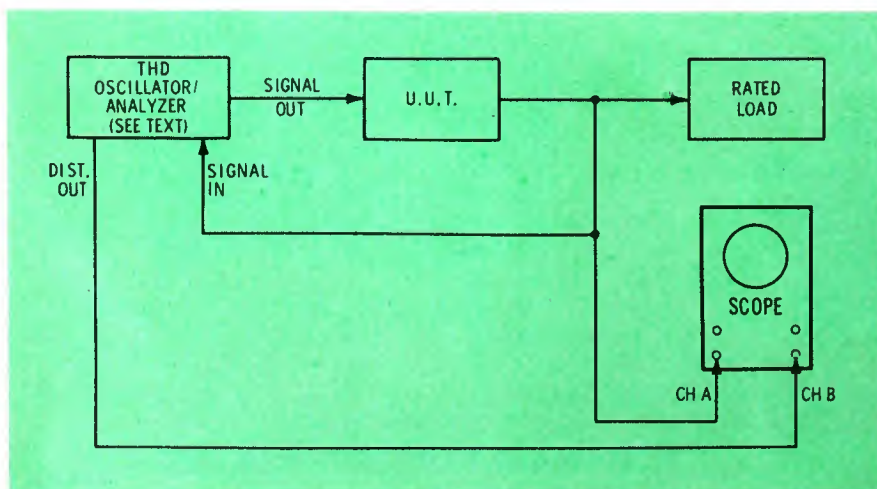 THD
OSCILLATOR/
ANALYZER
(SEE TEXT)
SIGNAL
OUT
U.U.T.
RATED
LOAD
DIST.
OUT
SIGNAL
IN
SCOPE
CH A
CH B